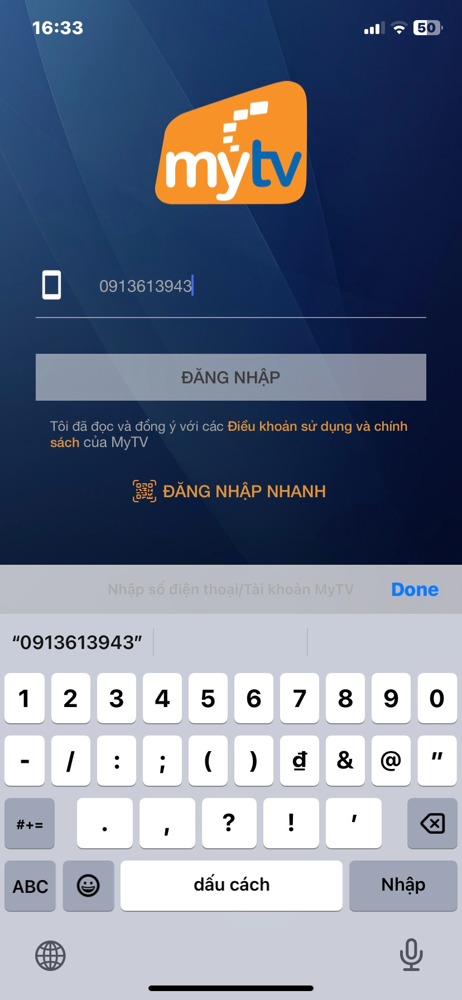 16:33
50
mytv
0913613943
ĐĂNG NHẬP
Tôi đã đọc và đồng ý với các Điều khoản sử dụng và chính
sách của MyTV
ĐĂNG NHẬP NHANH
Nhập số điện thoại/Tài khoản MyTV Done
“0913613943”
1 2 3 4 5 6 7 8 9 0
- / : ; ( ) ₫ & @ "
#+= . , ? ! '
ABC dấu cách Nhập